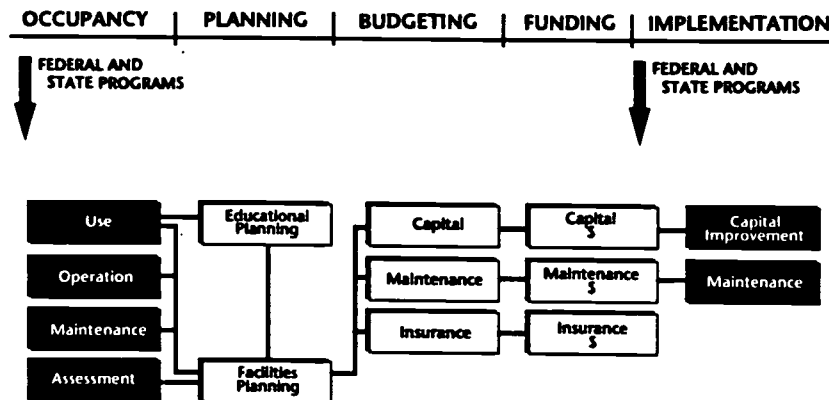 OCCUPANCY PLANNING BUDGETING FUNDING IMPLEMENTATION
FEDERAL AND
STATE PROGRAMS
FEDERAL AND
STATE PROGRAMS
Use
Educational
Planning
Capital
Capital
$
Capital
Improvement
Operation
Maintenance
Maintenance
$
Maintenance
Maintenance
Insurance
Insurance
$
Assessment
Facilities
Planning